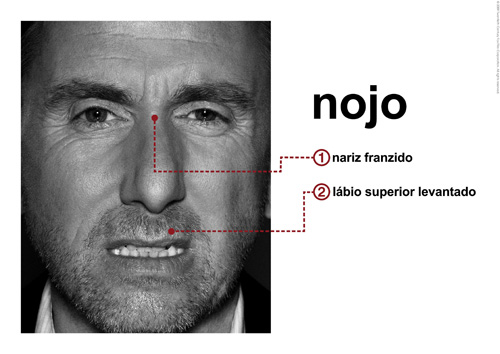 nojo
1 nariz franzido
2 lábio superior levantado